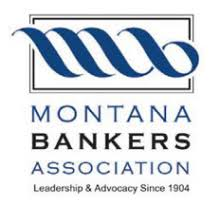 MONTANA
BANKERS
ASSOCIATION
Leadership & Advocacy Since 1904